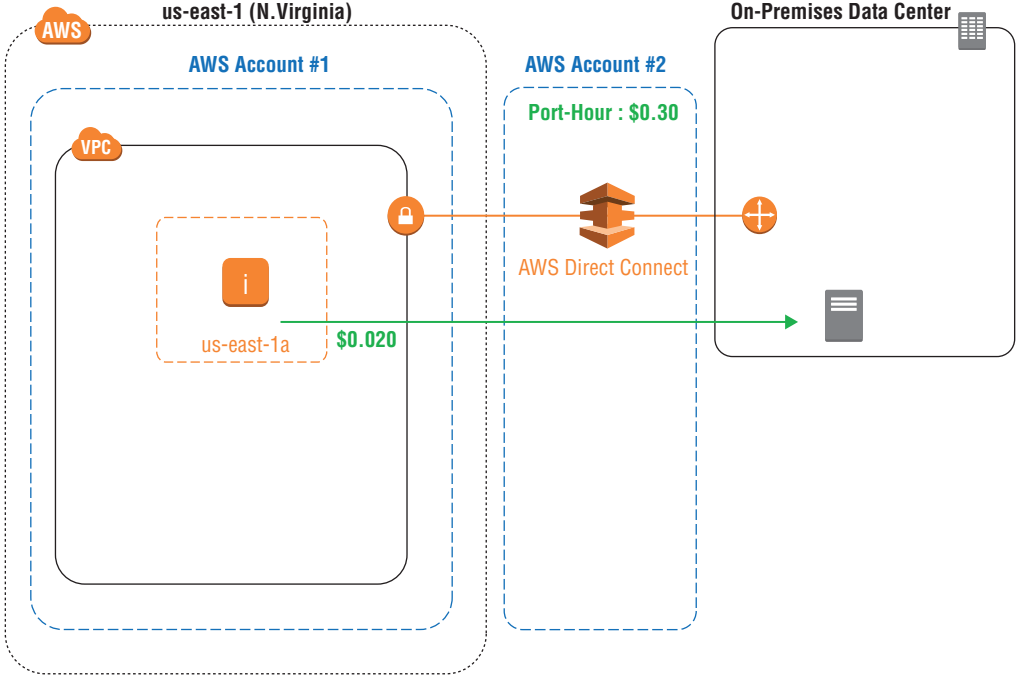 us-east-1 (N.Virginia)
On-Premises Data Center
AWS
AWS Account #1
AWS Account #2
Port-Hour : $0.30
VPC
i
AWS Direct Connect
us-east-1a
$0.020